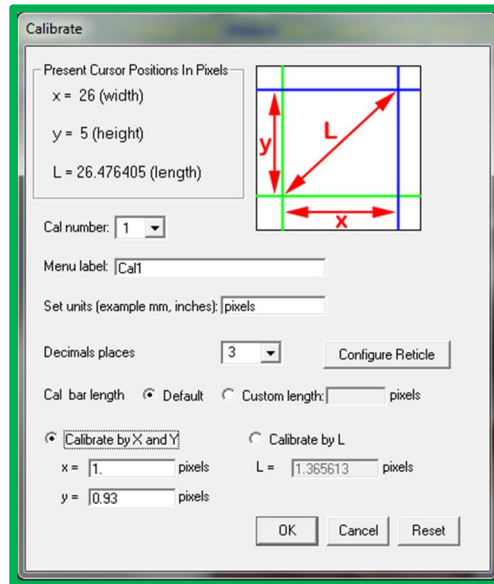 Calibrate
Present Cursor Positions In Pixels
x = 26 (width)
y = 5 (height)
L = 26.476405 (length)
y
L
x
Cal number: 1
Menu label: Cal1
Set units (example mm, inches): pixels
Decimals places 3 Configure Reticle
Cal bar length Default Custom length: pixels
Calibrate by X and Y Calibrate by L
x = 1. pixels L = 1.365613 pixels
y = 0.93 pixels
OK Cancel Reset